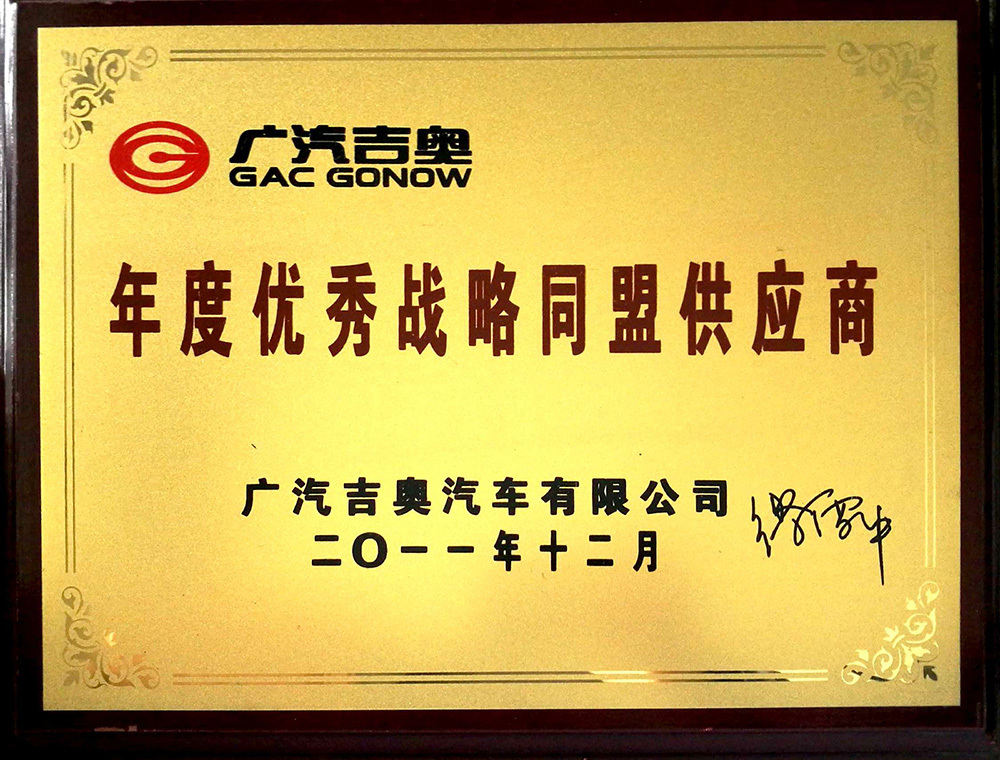 广汽吉奥
GAC GONOW
年度优秀战略同盟供应商
广汽吉奥汽车有限公司
二〇一一年十二月